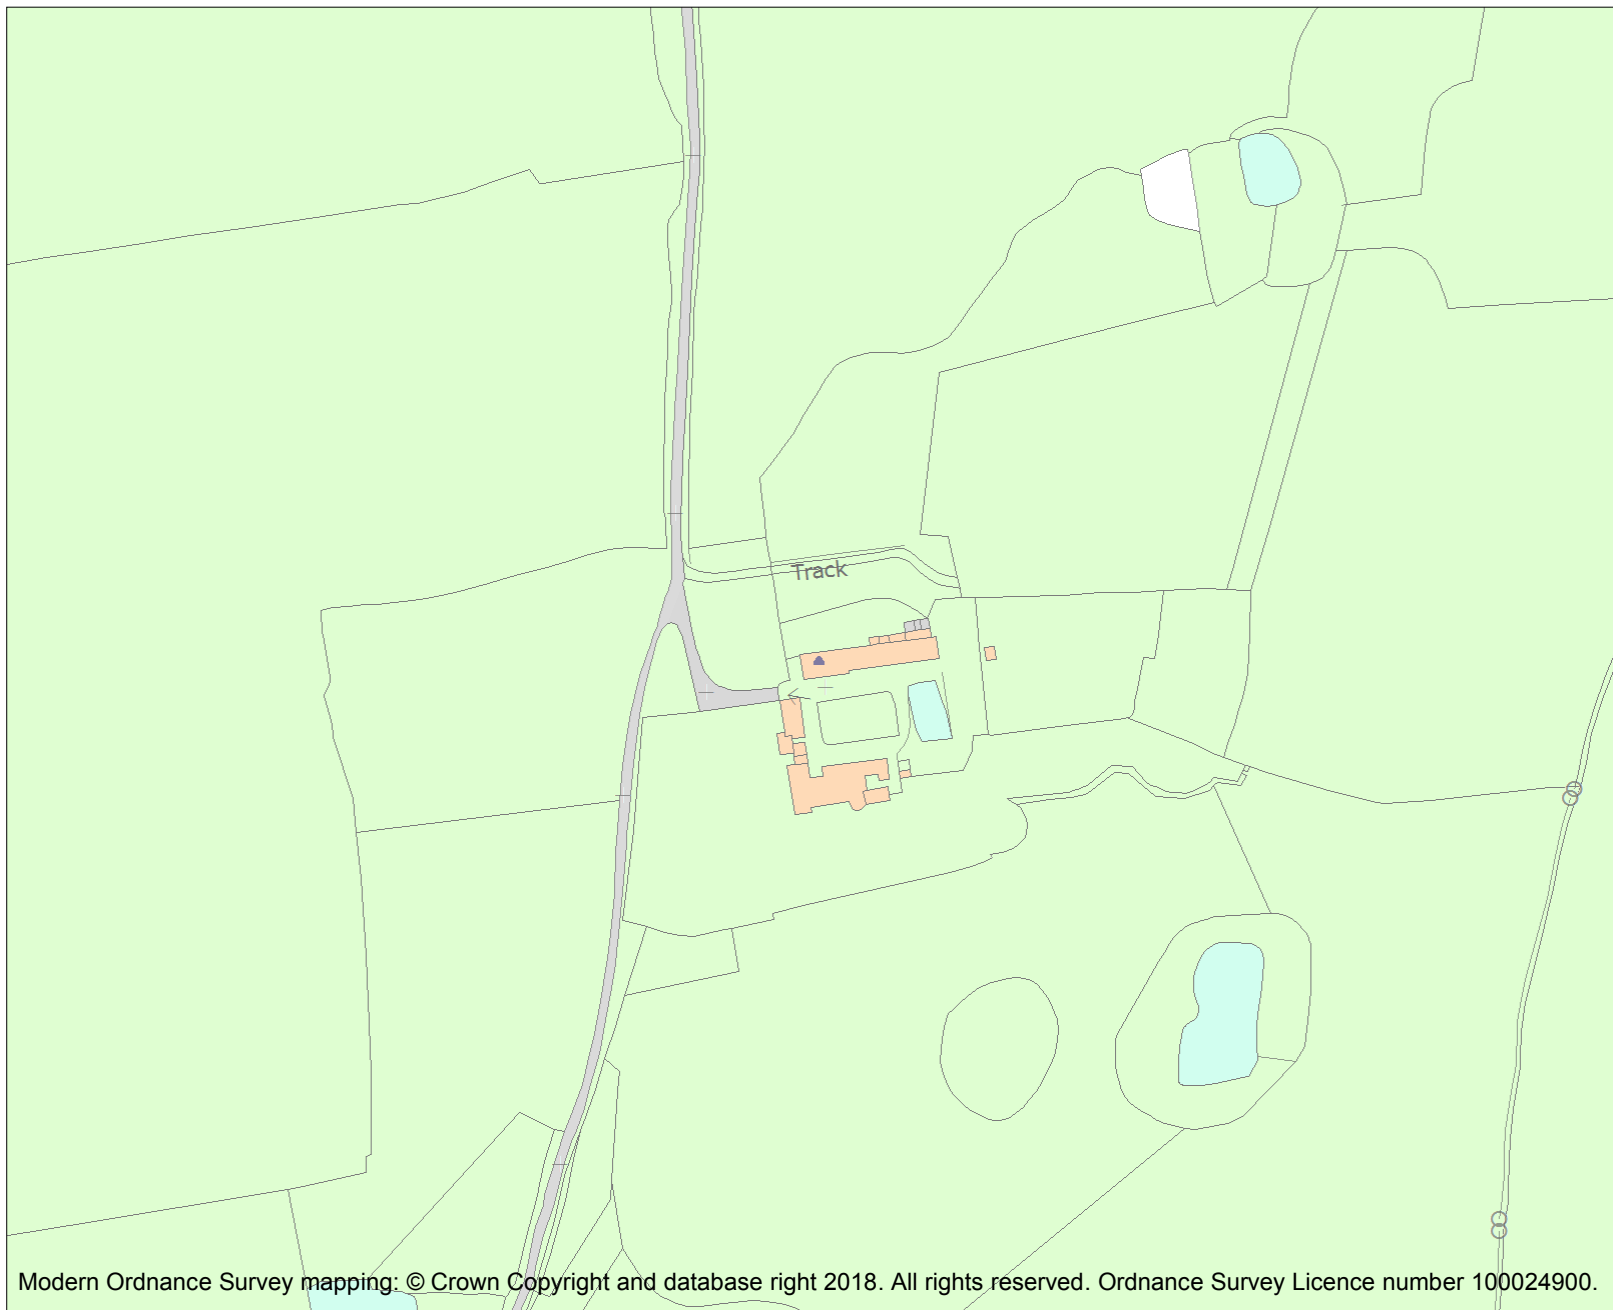 Track
Modern Ordnance Survey mapping: © Crown Copyright and database right 2018. All rights reserved. Ordnance Survey Licence number 100024900.